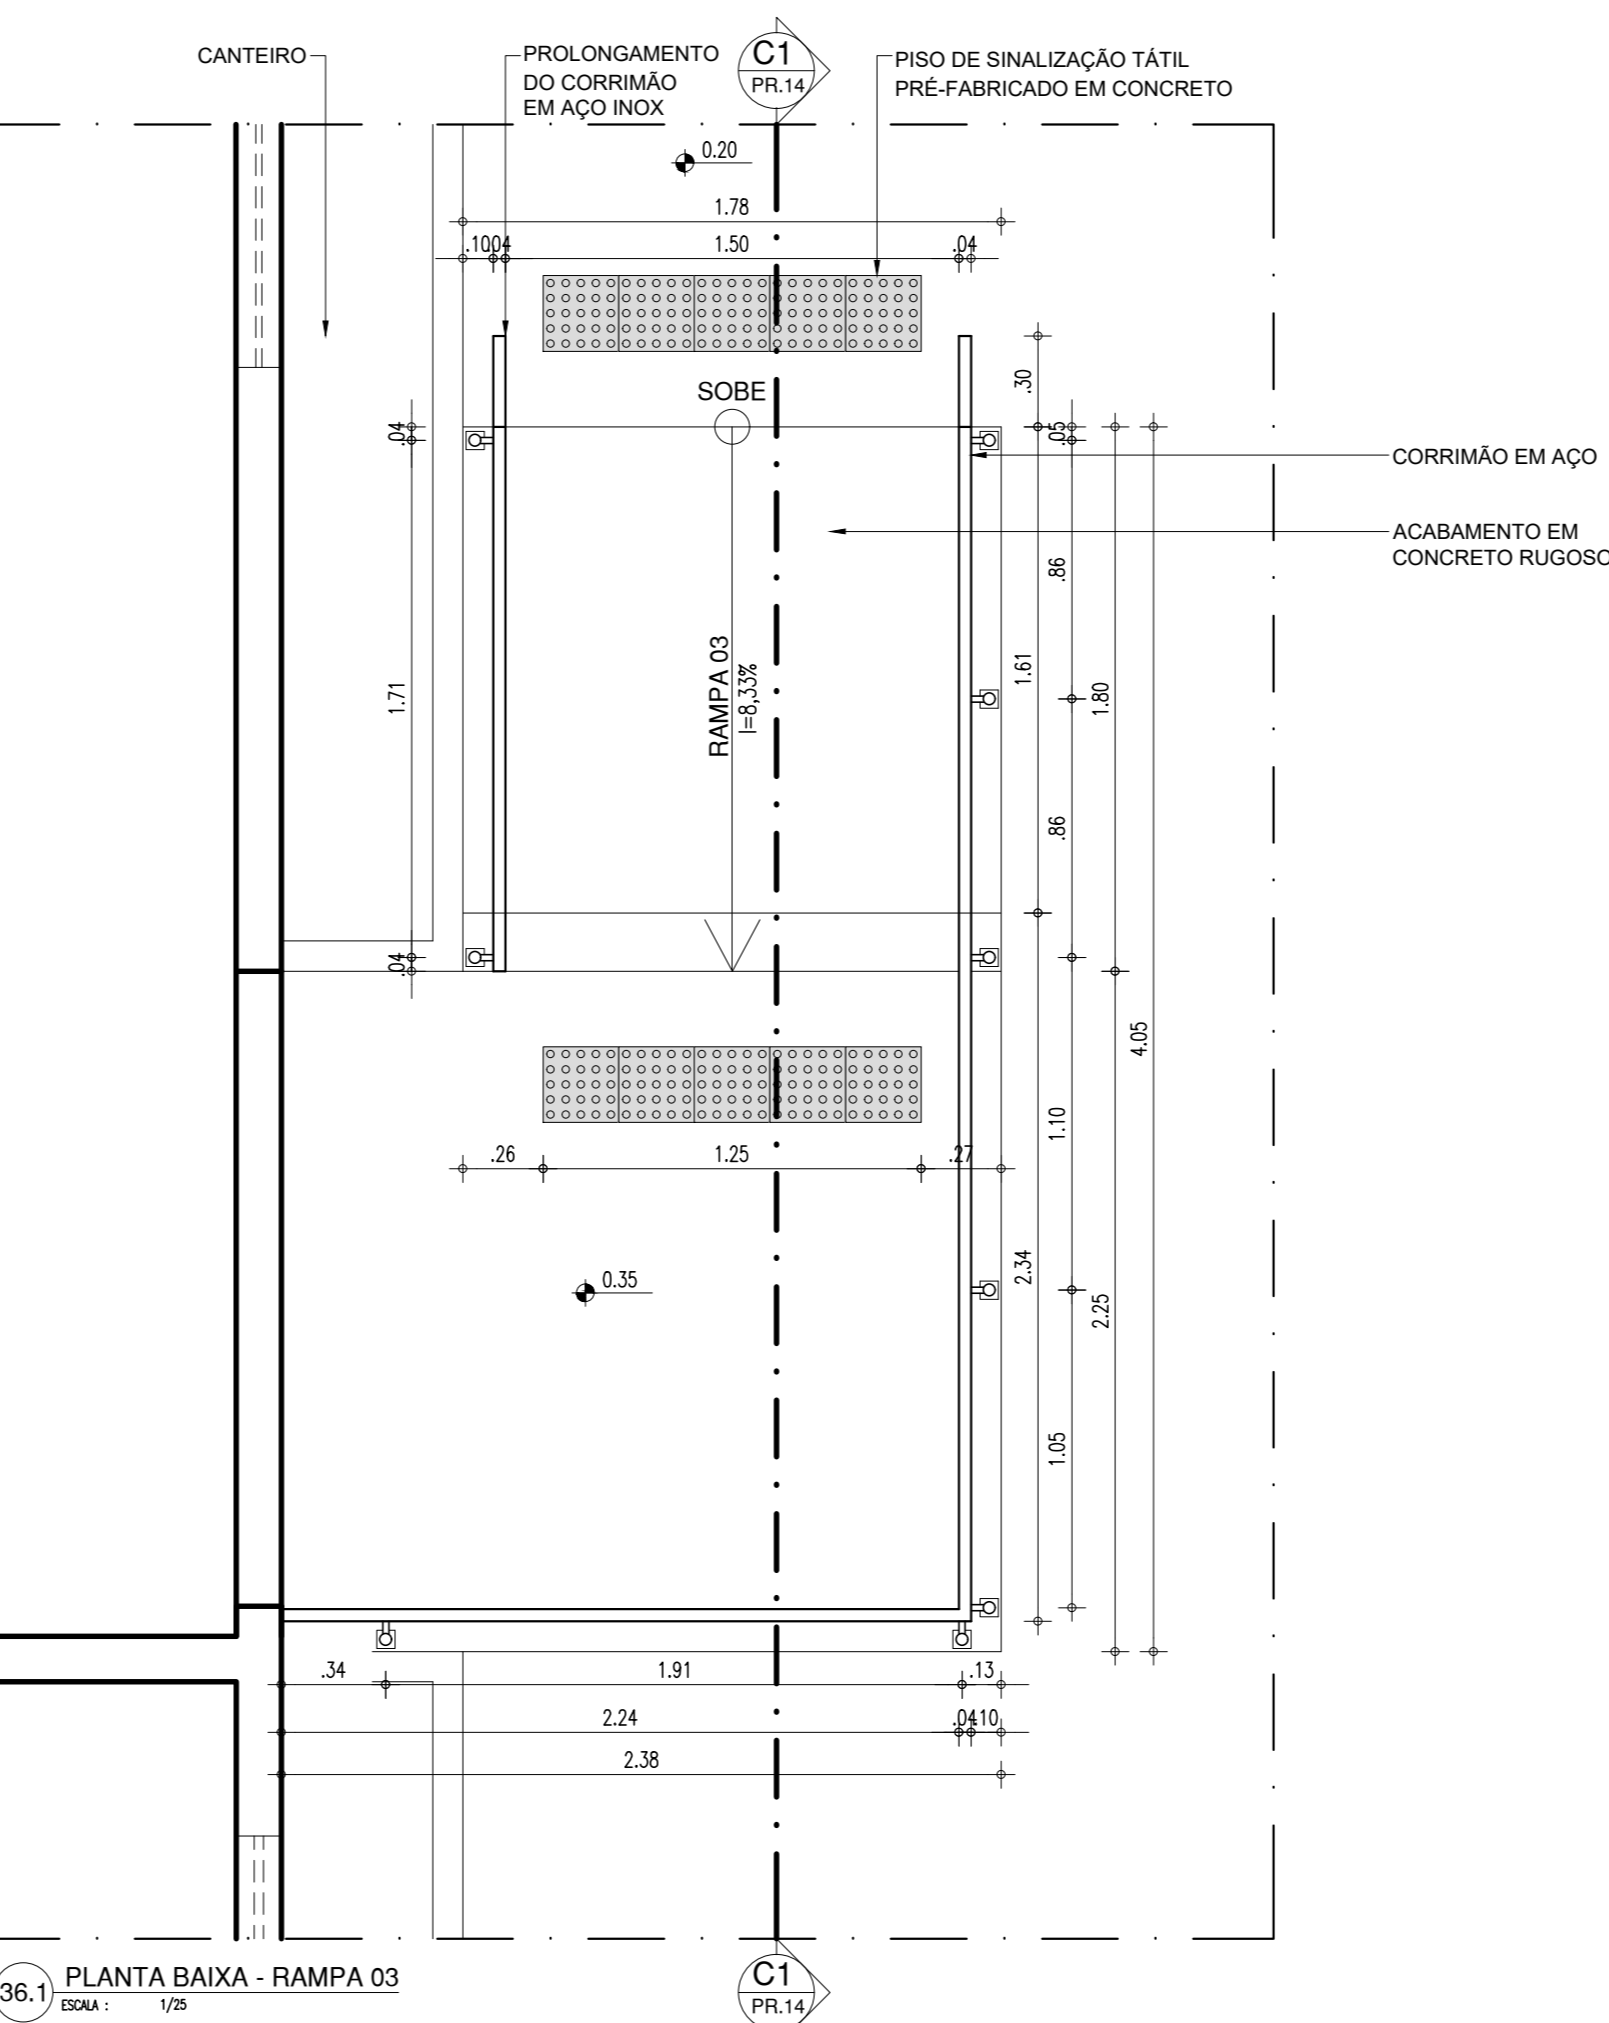 CANTEIRO
PROLONGAMENTO
DO CORRIMÃO
EM AÇO INOX
C1
PR.14
PISO DE SINALIZAÇÃO TÁTIL
PRÉ-FABRICADO EM CONCRETO
0.20
1.78
.10
.04
1.50
.04
SOBE
.30
.04
.05
CORRIMÃO EM AÇO
ACABAMENTO EM
CONCRETO RUGOSO
.86
RAMPA 03
I=8,33%
1.71
1.61
1.80
.86
.04
4.05
1.10
.26
1.25
.27
2.34
0.35
2.25
1.05
.34
1.91
.13
2.24
.04
.10
2.38
36.1
PLANTA BAIXA - RAMPA 03
ESCALA : 1/25
C1
PR.14